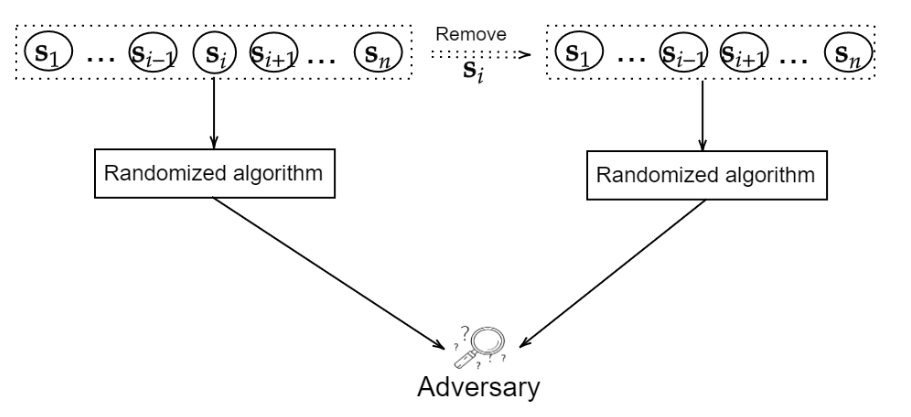 s₁ … sᵢ₋₁ sᵢ sᵢ₊₁ … sₙ
Remove
sᵢ
s₁ … sᵢ₋₁ sᵢ₊₁ … sₙ
Randomized algorithm
Randomized algorithm
? ? ? ? ?
Adversary